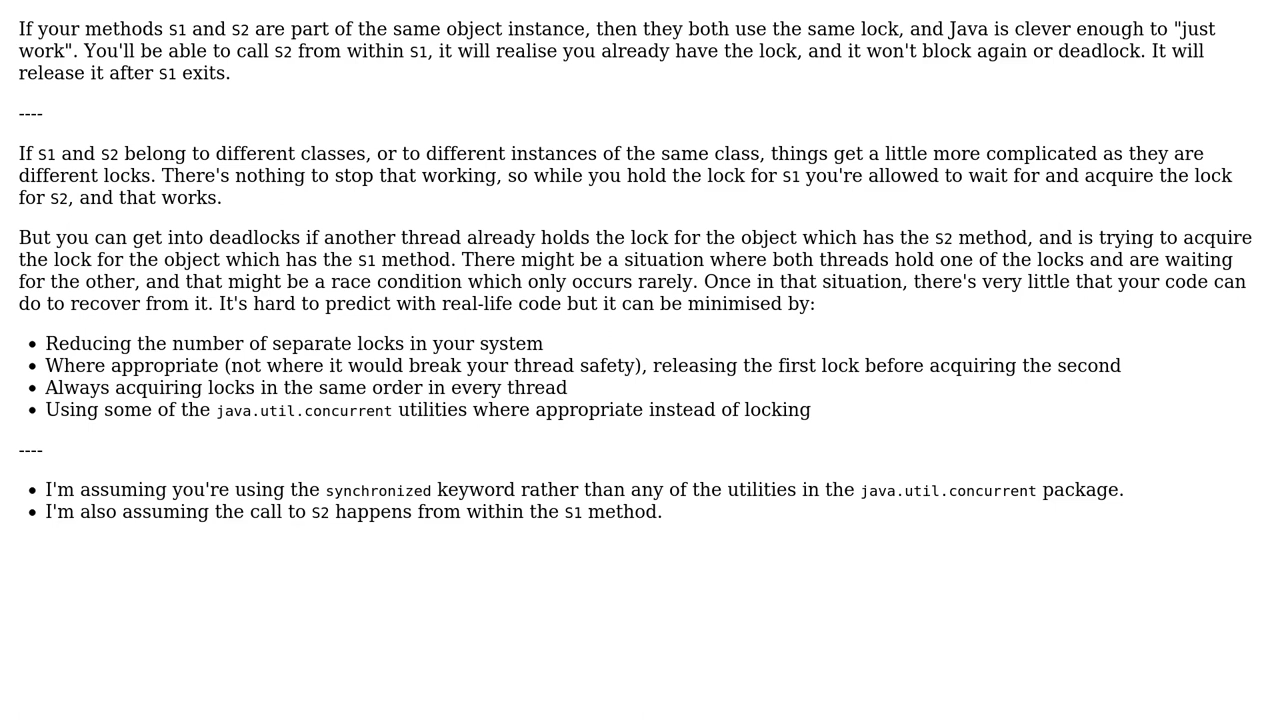 If your methods S1 and S2 are part of the same object instance, then they both use the same lock, and Java is clever enough to "just
work". You'll be able to call S2 from within S1, it will realise you already have the lock, and it won't block again or deadlock. It will
release it after S1 exits.
----
If S1 and S2 belong to different classes, or to different instances of the same class, things get a little more complicated as they are
different locks. There's nothing to stop that working, so while you hold the lock for S1 you're allowed to wait for and acquire the lock
for S2, and that works.
But you can get into deadlocks if another thread already holds the lock for the object which has the S2 method, and is trying to acquire
the lock for the object which has the S1 method. There might be a situation where both threads hold one of the locks and are waiting
for the other, and that might be a race condition which only occurs rarely. Once in that situation, there's very little that your code can
do to recover from it. It's hard to predict with real-life code but it can be minimised by:
• Reducing the number of separate locks in your system
• Where appropriate (not where it would break your thread safety), releasing the first lock before acquiring the second
• Always acquiring locks in the same order in every thread
• Using some of the java.util.concurrent utilities where appropriate instead of locking
----
• I'm assuming you're using the synchronized keyword rather than any of the utilities in the java.util.concurrent package.
• I'm also assuming the call to S2 happens from within the S1 method.